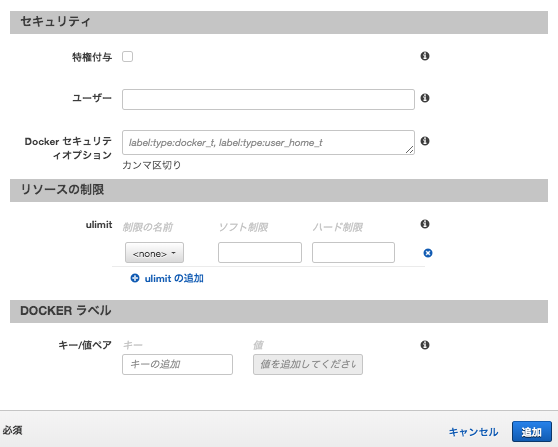 セキュリティ
特権付与
ユーザー
Docker セキュリテ
ィオプション
label:type:docker_t, label:type:user_home_t
カンマ区切り
リソースの制限
ulimit
制限の名前 ソフト制限 ハード制限
<none>
ulimit の追加
DOCKER ラベル
キー/値ペア
キー 値
キーの追加 値を追加してください
必須
キャンセル 追加